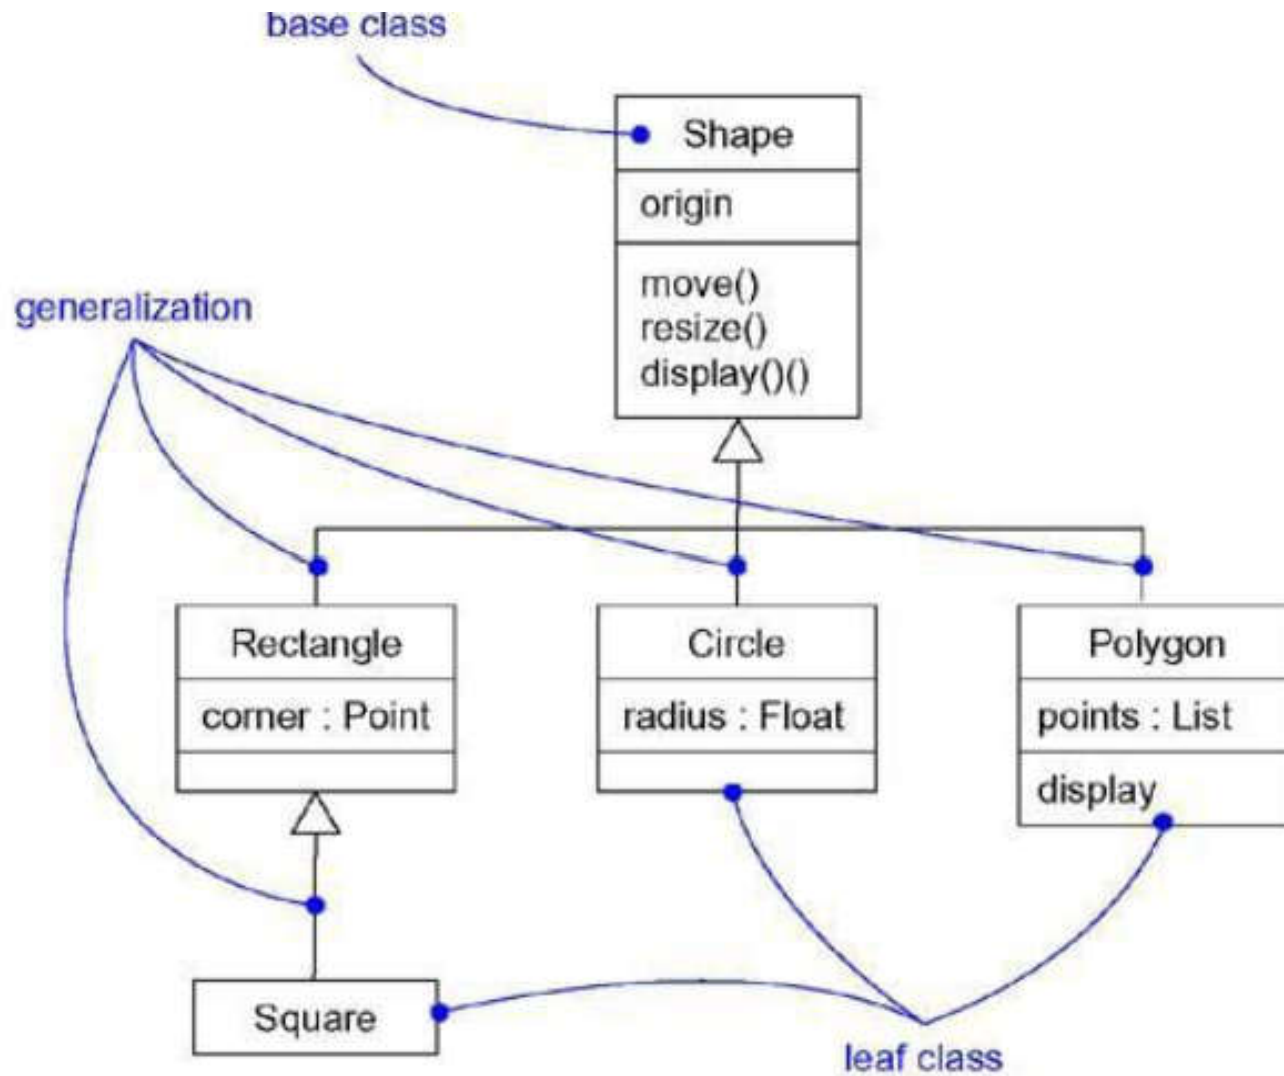 base class
Shape
origin
move()
resize()
display()()
generalization
Rectangle
corner : Point
Circle
radius : Float
Polygon
points : List
display
Square
leaf class